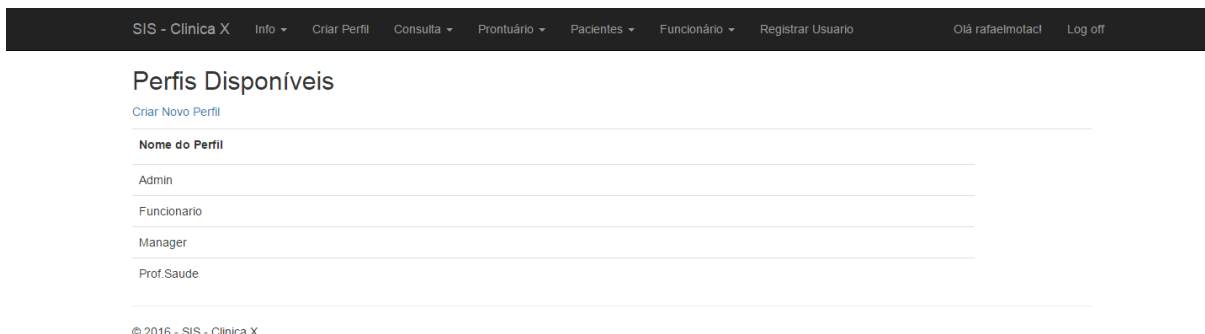 SIS - Clinica X Info Criar Perfil Consulta Prontuário Pacientes Funcionário Registrar Usuario Olá rafaelmotac! Log off
Perfis Disponíveis
Criar Novo Perfil
Nome do Perfil
Admin
Funcionario
Manager
Prof.Saude
© 2016 - SIS - Clinica X